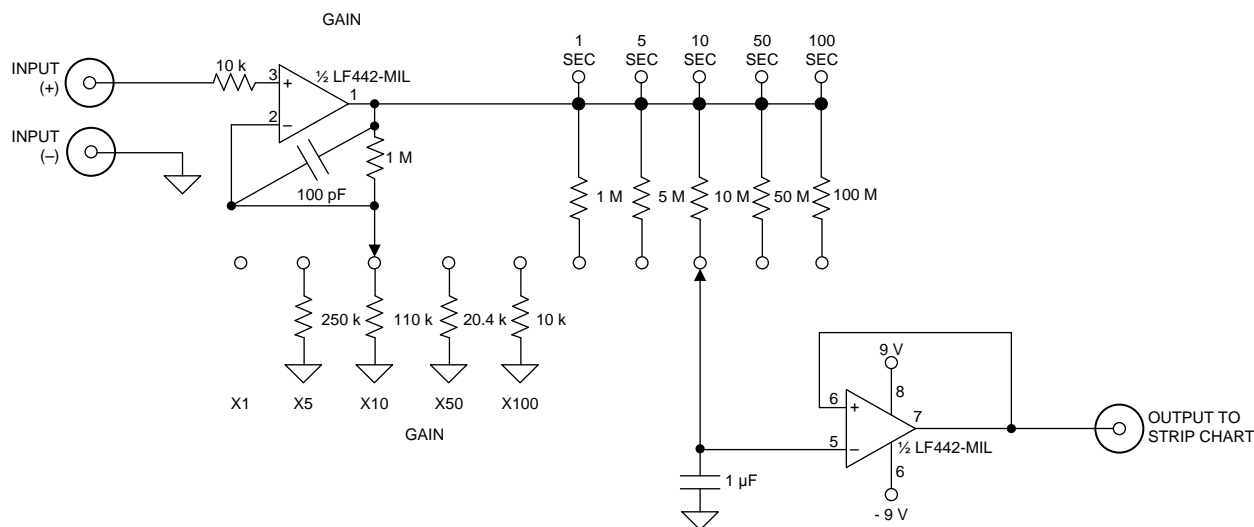 GAIN
1
SEC
5
SEC
10
SEC
50
SEC
100
SEC
INPUT
(+)
10 k
3
+
½ LF442-MIL
1
2
–
INPUT
(–)
1 M
100 pF
1 M
5 M
10 M
50 M
100 M
250 k
110 k
20.4 k
10 k
X1
X5
X10
X50
X100
GAIN
9 V
8
6
+
7
5
–
½ LF442-MIL
6
- 9 V
1 µF
OUTPUT TO
STRIP CHART